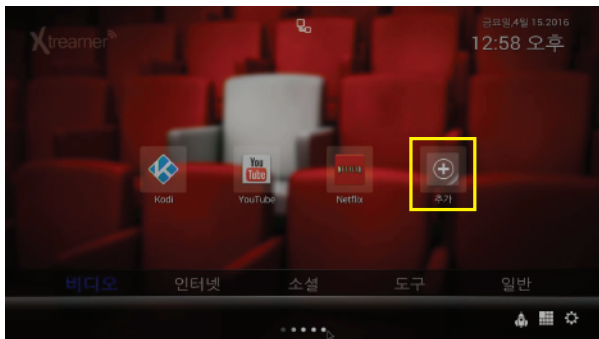 Xtreamer
금요일,4월 15.2016
12:58 오후
You
Tube
NETFLIX
Kodi
YouTube
Netflix
추가
비디오
인터넷
소셜
도구
일반